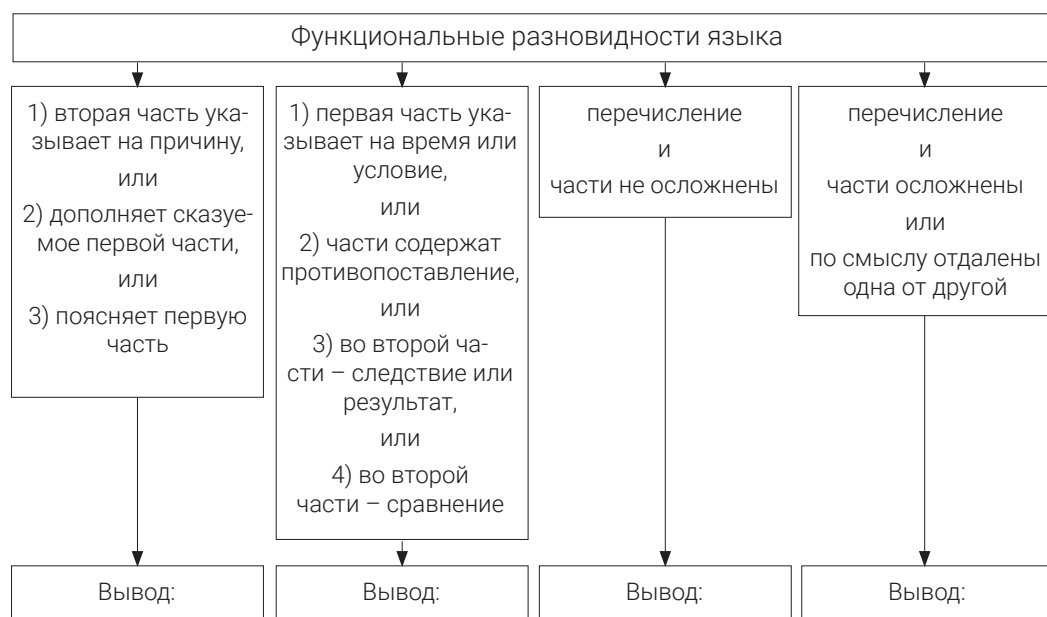 Функциональные разновидности языка
1) вторая часть ука-
зывает на причину,
или
2) дополняет сказуе-
мое первой части,
или
3) поясняет первую
часть
1) первая часть ука-
зывает на время или
условие,
или
2) части содержат
противопоставление,
или
3) во второй ча-
сти – следствие или
результат,
или
4) во второй
части – сравнение
перечисление
и
части не осложнены
перечисление
и
части осложнены
или
по смыслу отдалены
одна от другой
Вывод:
Вывод:
Вывод:
Вывод: